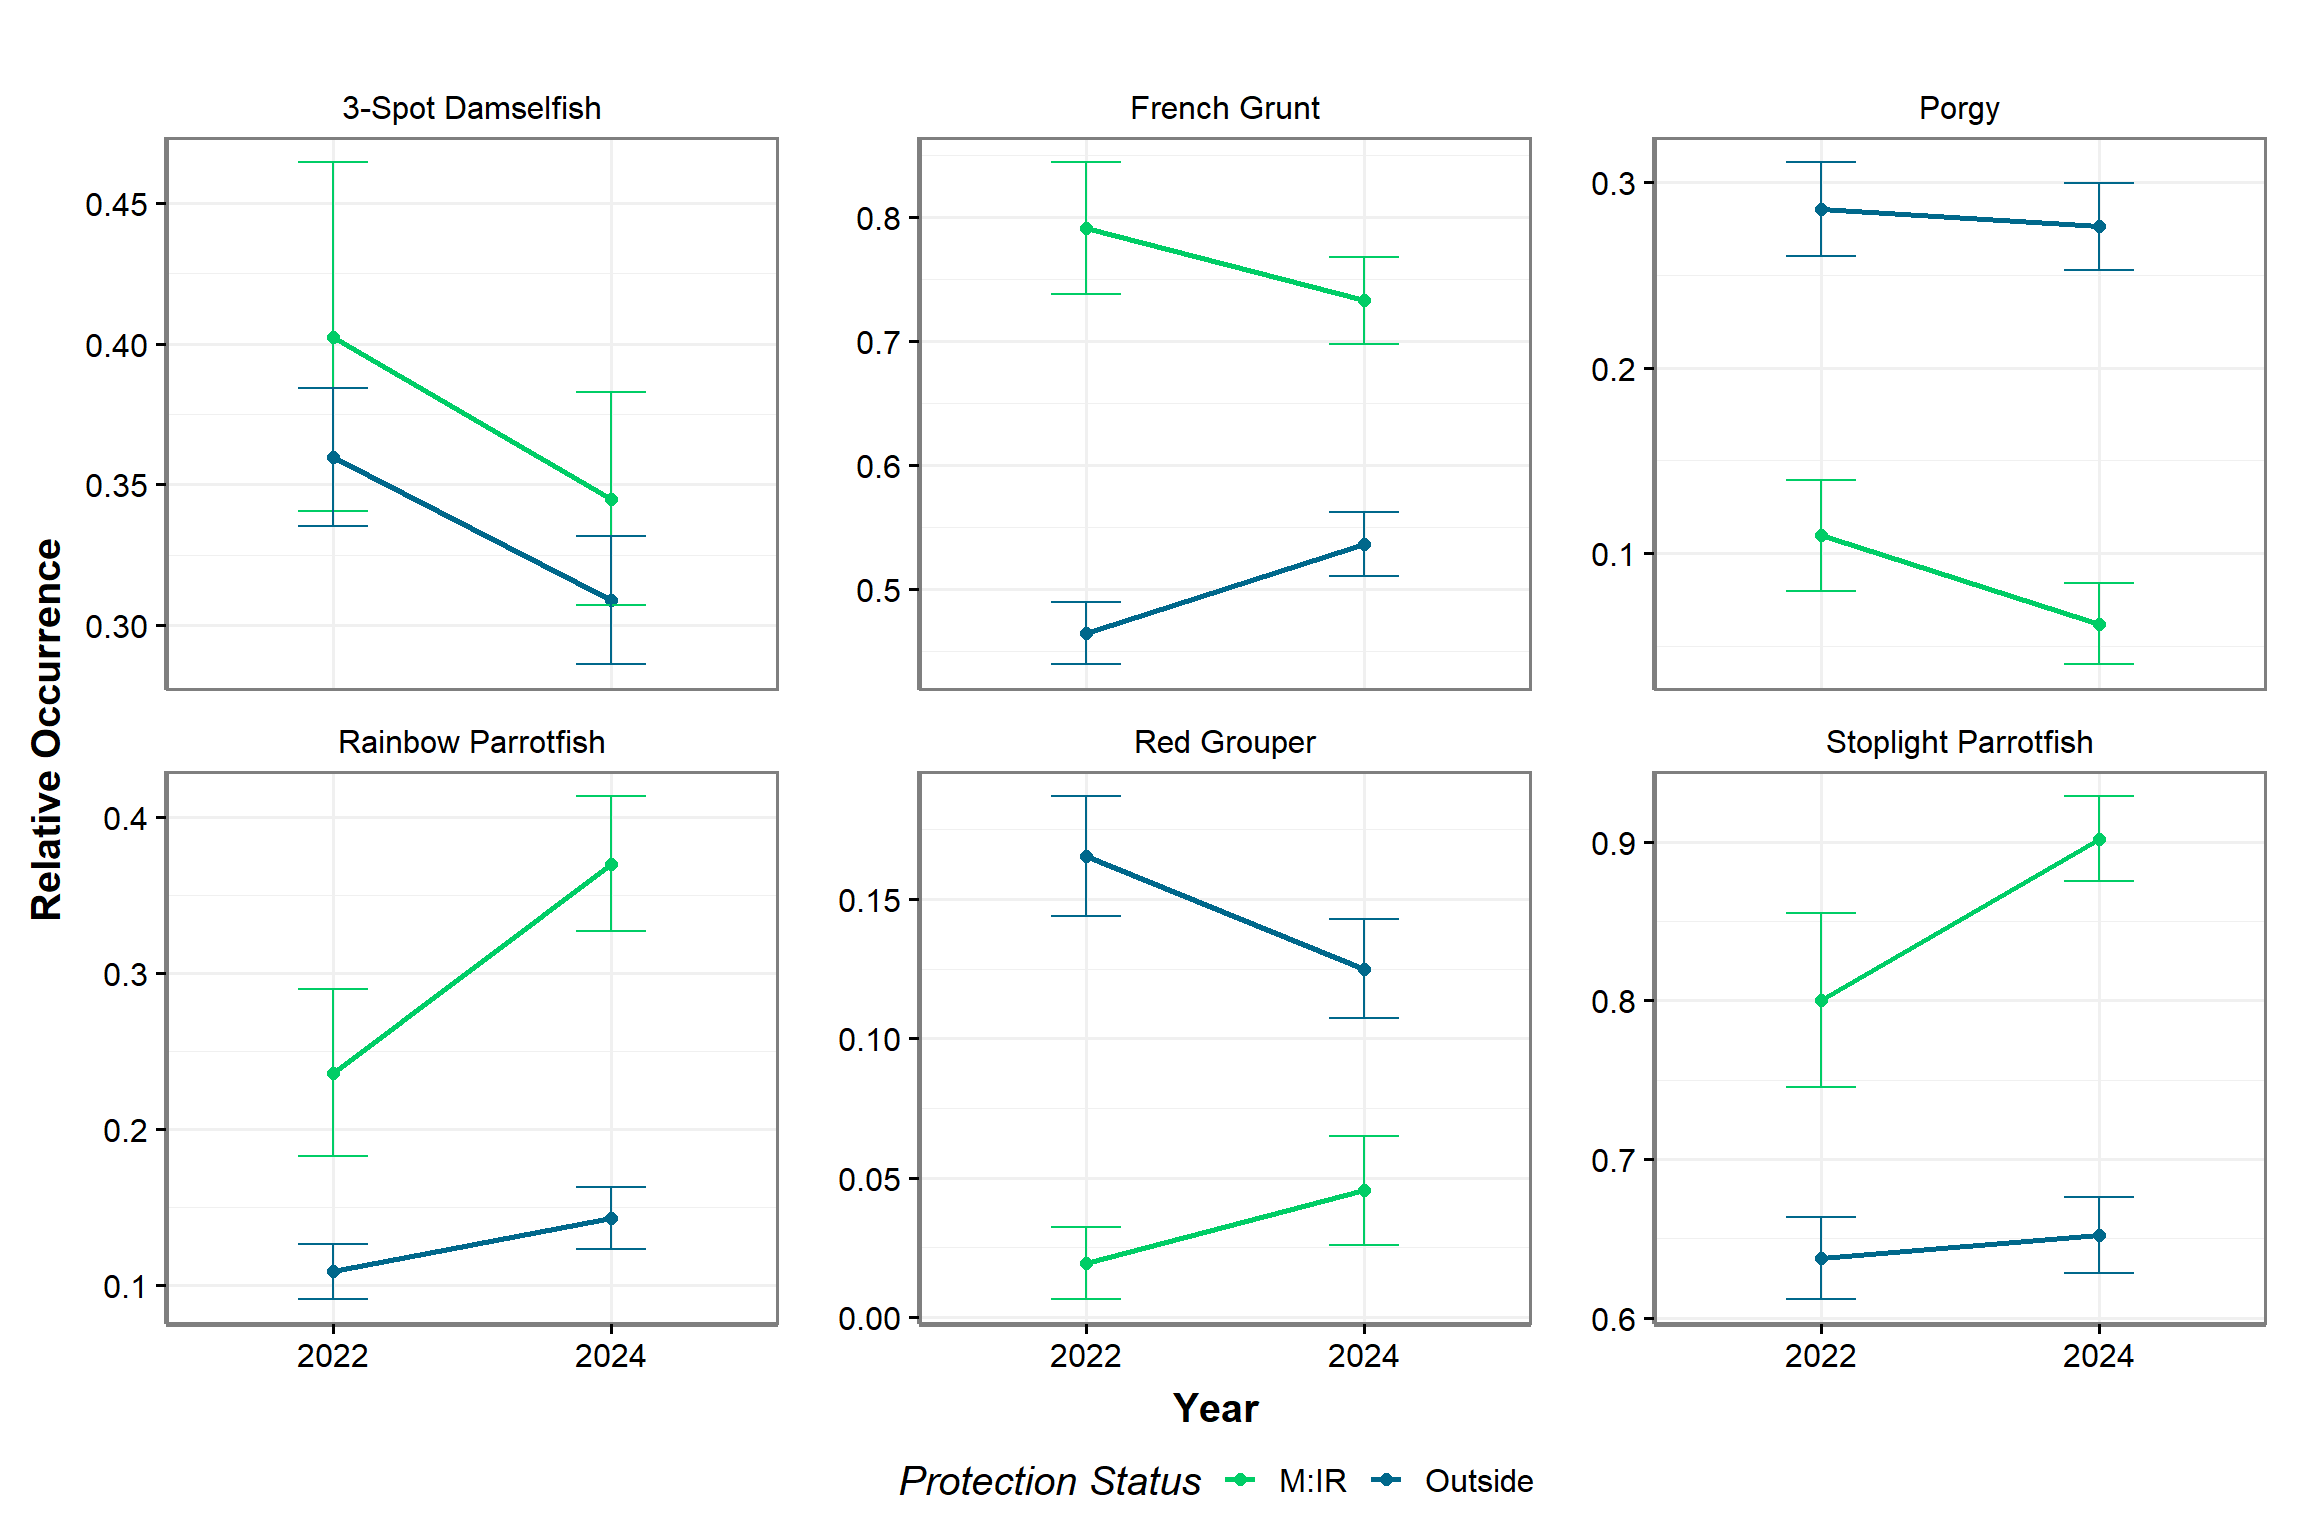 3-Spot Damselfish
French Grunt
Porgy
0.45
0.40
0.35
0.30
0.8
0.7
0.6
0.5
0.3
0.2
0.1
Relative Occurrence
Rainbow Parrotfish
Red Grouper
Stoplight Parrotfish
0.4
0.3
0.2
0.1
0.15
0.10
0.05
0.00
0.9
0.8
0.7
0.6
2022 2024
2022 2024
2022 2024
Year
Protection Status M:IR Outside